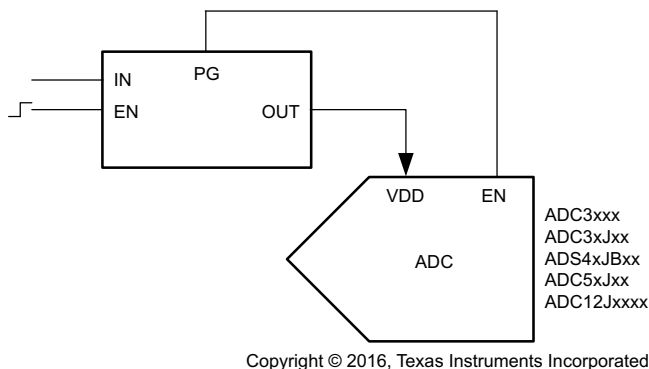 PG
IN
EN
OUT
VDD
EN
ADC
ADC3xxx
ADC3xJxx
ADS4xJBxx
ADC5xJxx
ADC12Jxxxx
Copyright © 2016, Texas Instruments Incorporated